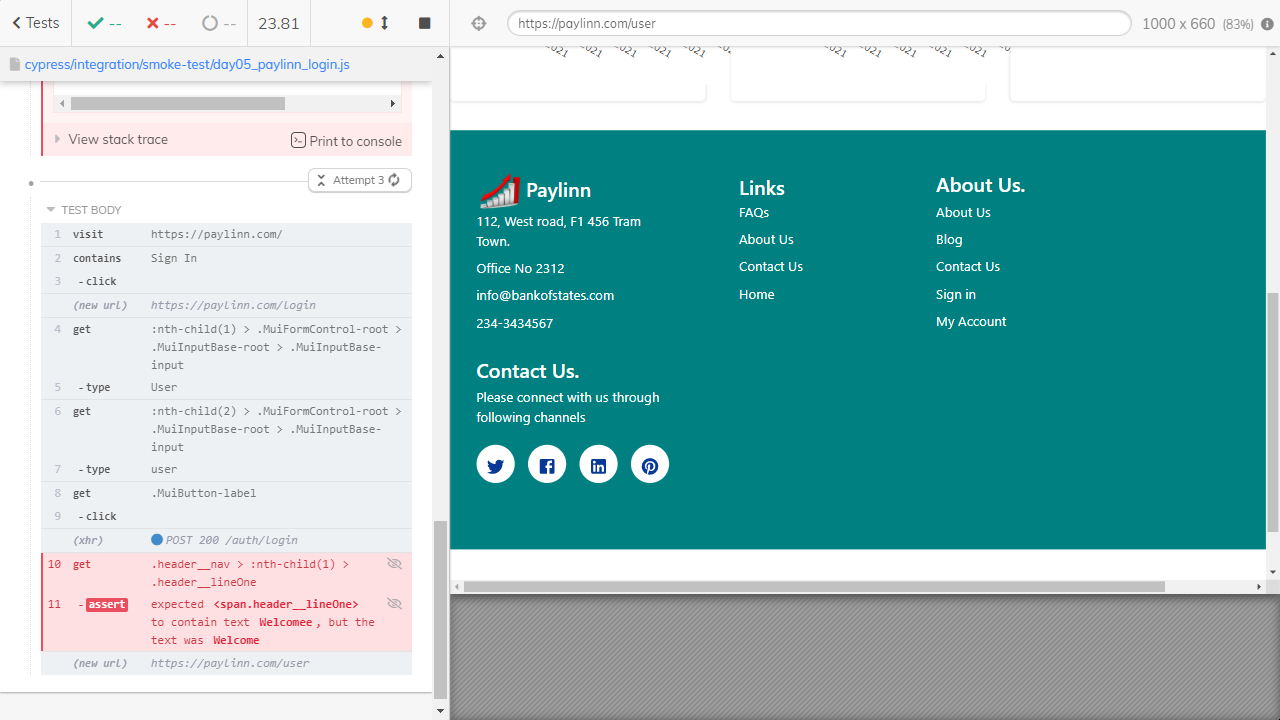 Tests
--
--
--
23.81
https://paylinn.com/user
1000 x 660 (83%)
cypress/integration/smoke-test/day05_paylinn_login.js
View stack trace
Print to console
Attempt 3
TEST BODY
1 visit https://paylinn.com/
2 contains Sign In
3 -click
(new url) https://paylinn.com/login
4 get :nth-child(1) > .MuiFormControl-root >
.MuiInputBase-root > .MuiInputBase-
input
5 -type User
6 get :nth-child(2) > .MuiFormControl-root >
.MuiInputBase-root > .MuiInputBase-
input
7 -type user
8 get .MuiButton-label
9 -click
(xhr) POST 200 /auth/login
10 get .header__nav > :nth-child(1) >
.header__lineOne
11 -assert expected <span.header__lineOne>
to contain text Welcomee, but the
text was Welcome
(new url) https://paylinn.com/user
Paylinn
112, West road, F1 456 Tram
Town.
Office No 2312
info@bankofstates.com
234-3434567
Links
FAQs
About Us
Contact Us
Home
About Us.
About Us
Blog
Contact Us
Sign in
My Account
Contact Us.
Please connect with us through
following channels